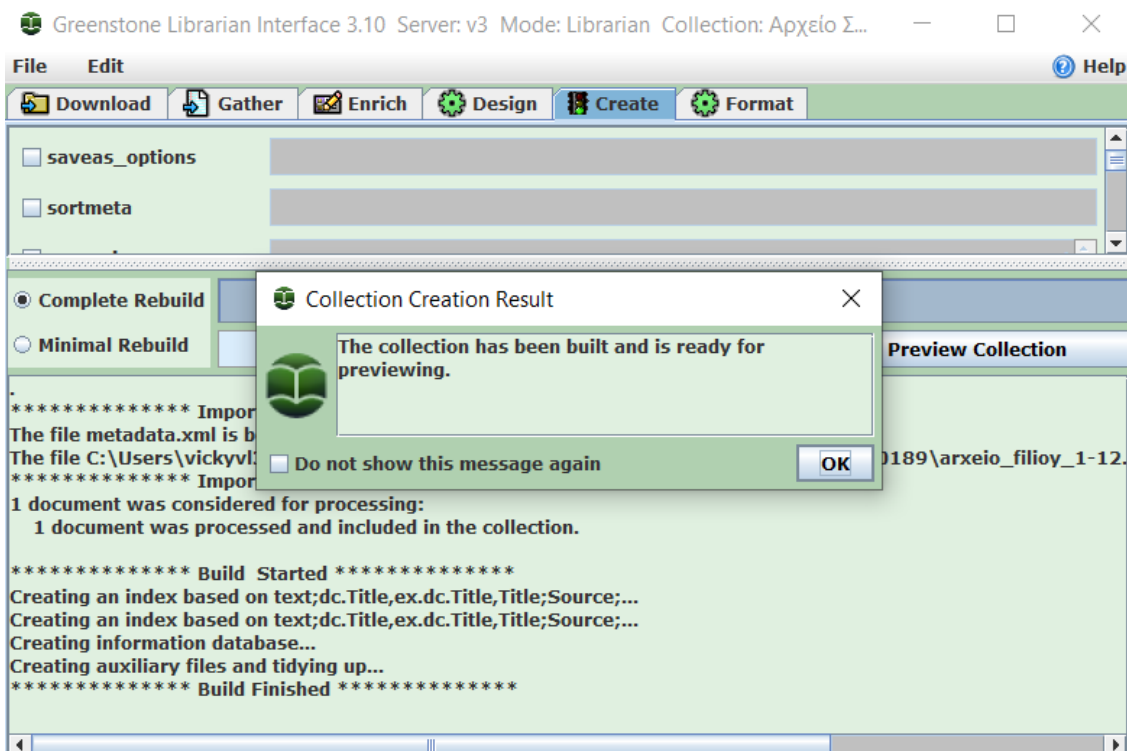 Greenstone Librarian Interface 3.10 Server: v3 Mode: Librarian Collection: Αρχείο Σ...
File Edit Help
Download Gather Enrich Design Create Format
saveas_options
sortmeta
Complete Rebuild
Minimal Rebuild
Preview Collection
Collection Creation Result
The collection has been built and is ready for
previewing.
Do not show this message again
OK
.
************** Impor
The file metadata.xml is b
The file C:\Users\vickyvl 0189\arxeio_filioy_1-12.
************** Impor
1 document was considered for processing:
1 document was processed and included in the collection.
************** Build Started **************
Creating an index based on text;dc.Title,ex.dc.Title,Title;Source;...
Creating an index based on text;dc.Title,ex.dc.Title,Title;Source;...
Creating information database...
Creating auxiliary files and tidying up...
************** Build Finished **************